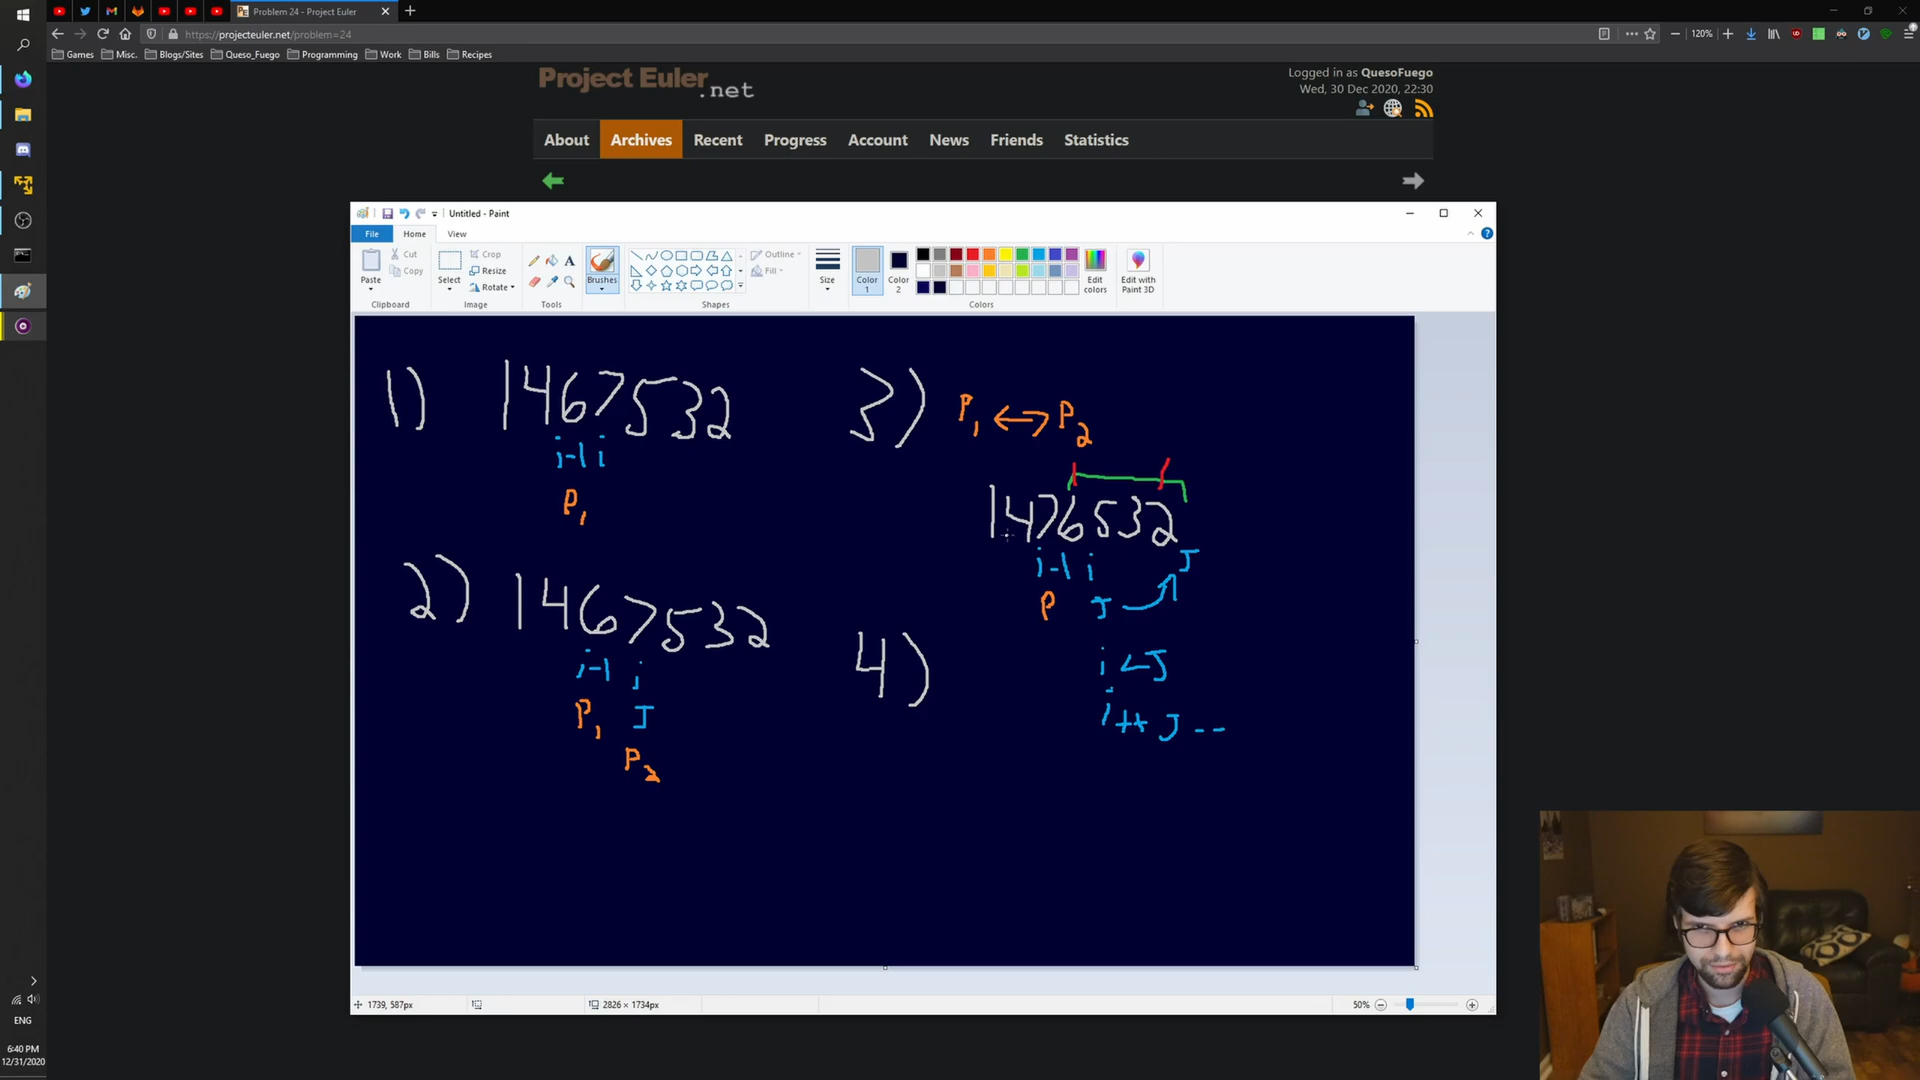 Problem 24 - Project Euler
https://projecteuler.net/problem=24
120%
Games
Misc.
Blogs/Sites
Queso_Fuego
Programming
Work
Bills
Recipes
Project Euler
.net
Logged in as QuesoFuego
Wed, 30 Dec 2020, 22:30
About
Archives
Recent
Progress
Account
News
Friends
Statistics
Untitled - Paint
File
Home
View
Paste
Cut
Copy
Clipboard
Select
Crop
Resize
Rotate
Image
A
Tools
Brushes
Outline
Fill
Shapes
Size
Color 1
Color 2
Edit colors
Edit with Paint 3D
Colors
1) 1467532
i-1 i
P1
2) 1467532
i-1 i
P1 J
P2
3) P1 ↔ P2
1476532
i-1 i J
P J
i <J
i++ J--
4)
1739, 587px
2826 × 1734px
50%
ENG
6:40 PM
12/31/2020